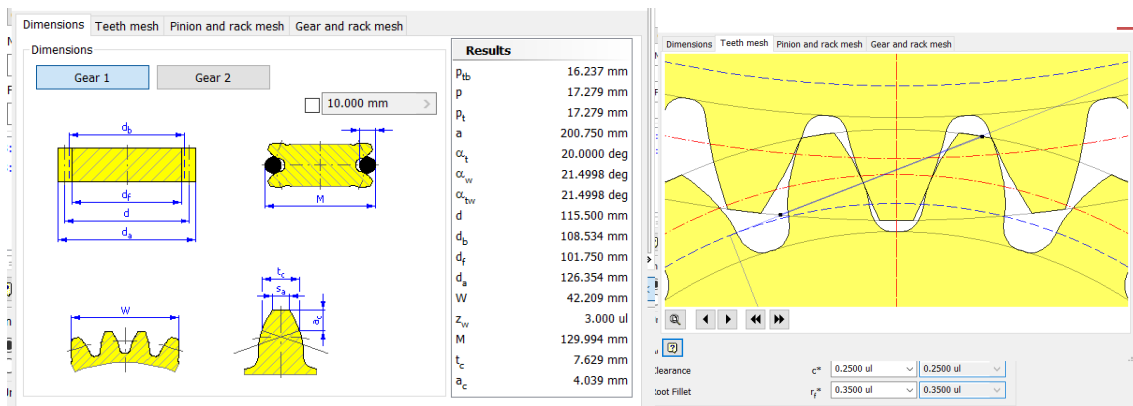 Dimensions Teeth mesh Pinion and rack mesh Gear and rack mesh
Dimensions
Gear 1 Gear 2
10.000 mm >
d_b
d_f
d
d_a
M
W
t_c
s_a
a_c
Results
p_tb 16.237 mm
p 17.279 mm
p_t 17.279 mm
a 200.750 mm
α_t 20.0000 deg
α_w 21.4998 deg
α_tw 21.4998 deg
d 115.500 mm
d_b 108.534 mm
d_f 101.750 mm
d_a 126.354 mm
W 42.209 mm
z_w 3.000 ul
M 129.994 mm
t_c 7.629 mm
a_c 4.039 mm
Dimensions Teeth mesh Pinion and rack mesh Gear and rack mesh
c* 0.2500 ul 0.2500 ul
Fillet r_f* 0.3500 ul 0.3500 ul